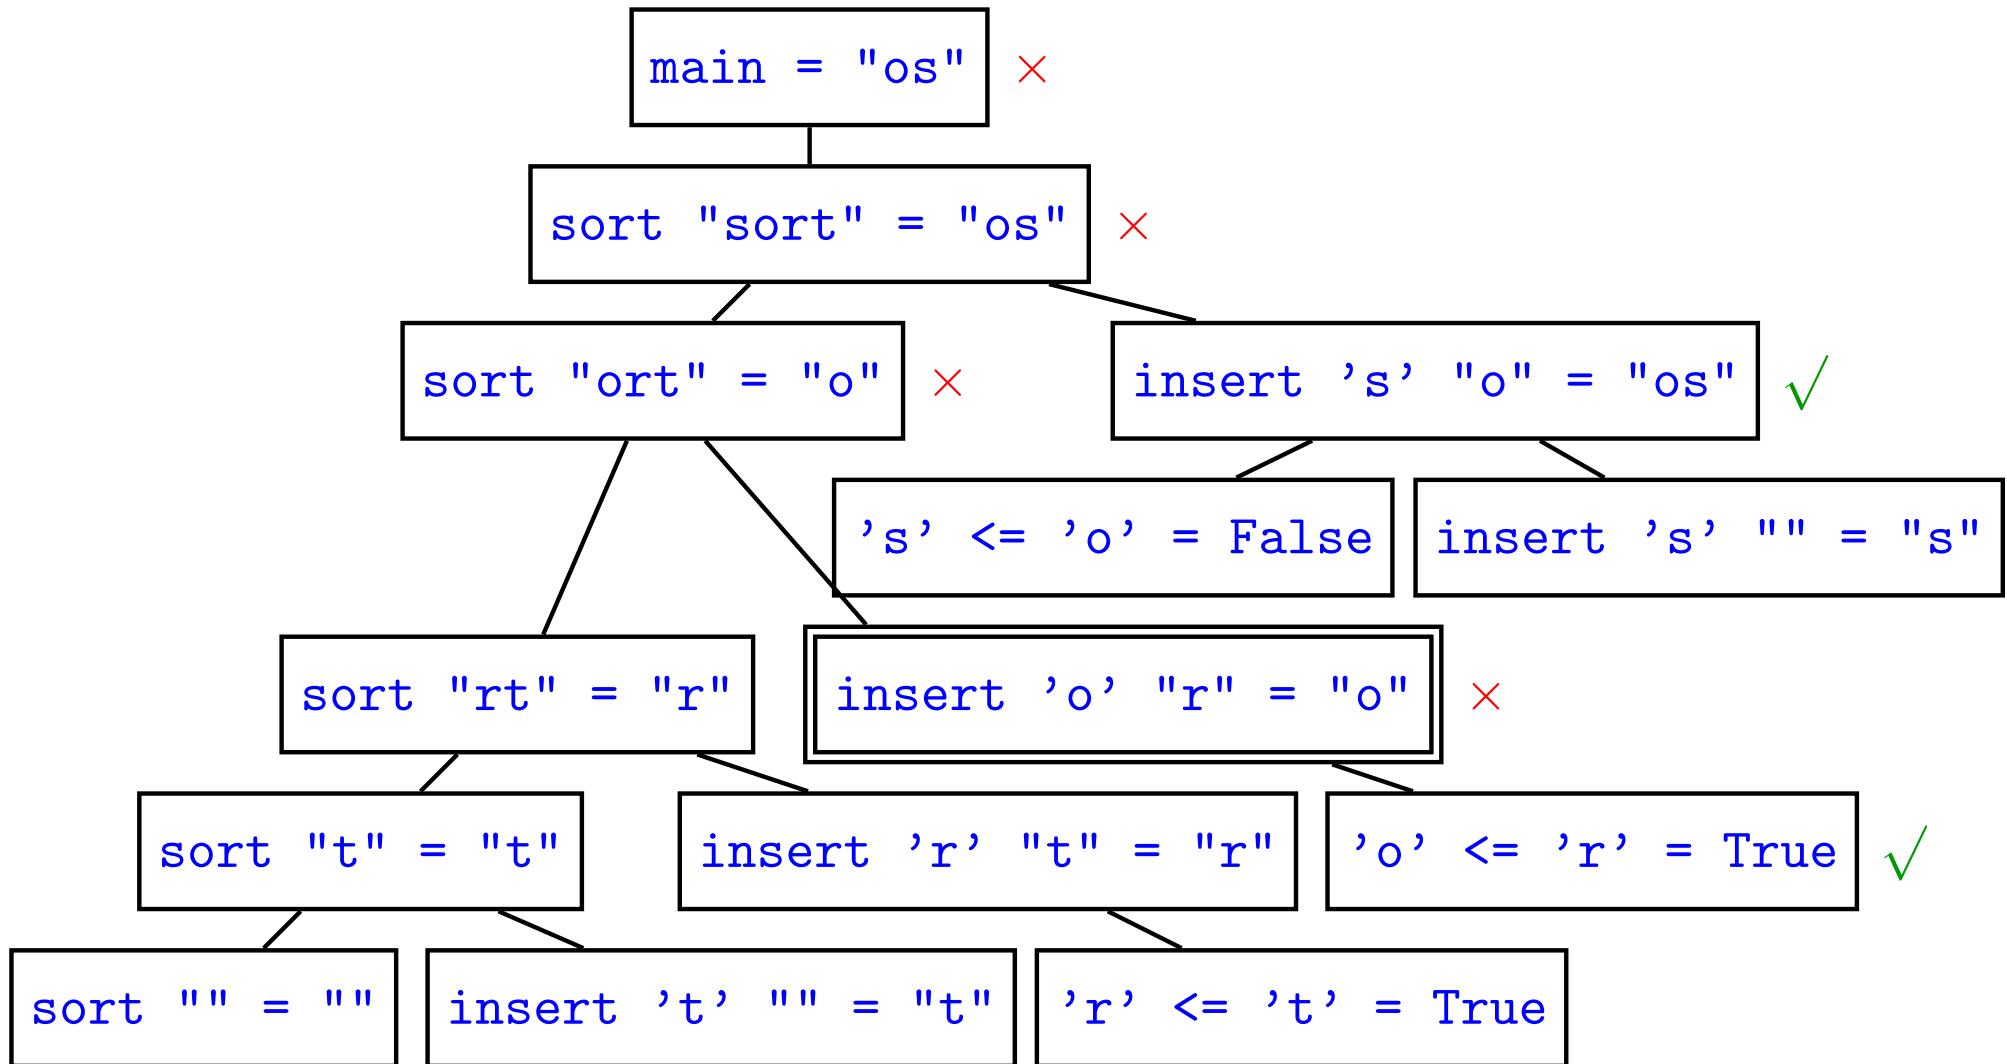 main = "os" ×
sort "sort" = "os" ×
sort "ort" = "o" ×
insert 's' "o" = "os" √
's' <= 'o' = False
insert 's' "" = "s"
sort "rt" = "r"
insert 'o' "r" = "o" ×
sort "t" = "t"
insert 'r' "t" = "r"
'o' <= 'r' = True √
sort "" = ""
insert 't' "" = "t"
'r' <= 't' = True